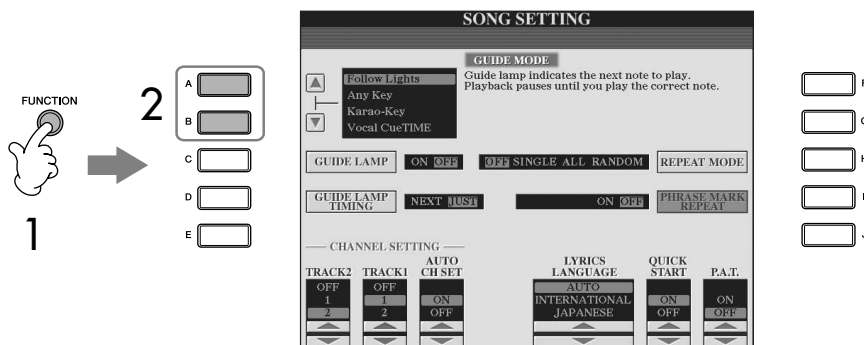 SONG SETTING
GUIDE MODE
Follow Lights
Any Key
Karao-Key
Vocal CueTIME
Guide lamp indicates the next note to play.
Playback pauses until you play the correct note.
FUNCTION
1
2
A
B
C
D
E
F
G
H
I
J
GUIDE LAMP ON OFF
OFF SINGLE ALL RANDOM REPEAT MODE
GUIDE LAMP
TIMING
NEXT JUST
ON OFF
PHRASE MARK
REPEAT
CHANNEL SETTING
TRACK2
OFF
1
2
TRACK1
OFF
1
2
AUTO
CH SET
ON
OFF
LYRICS
LANGUAGE
AUTO
INTERNATIONAL
JAPANESE
QUICK
START
ON
OFF
P.A.T.
ON
OFF